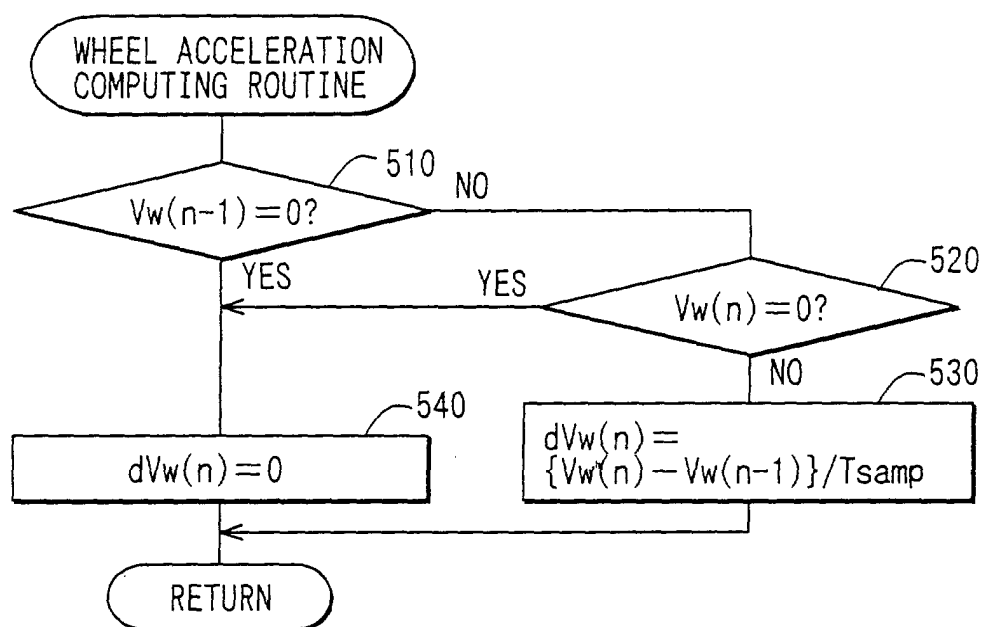 WHEEL ACCELERATION
COMPUTING ROUTINE
510
Vw(n-1)=0?
NO
YES
520
YES
Vw(n)=0?
NO
530
540
dVw(n)=0
dVw(n)=
{Vw(n)-Vw(n-1)}/Tsamp
RETURN